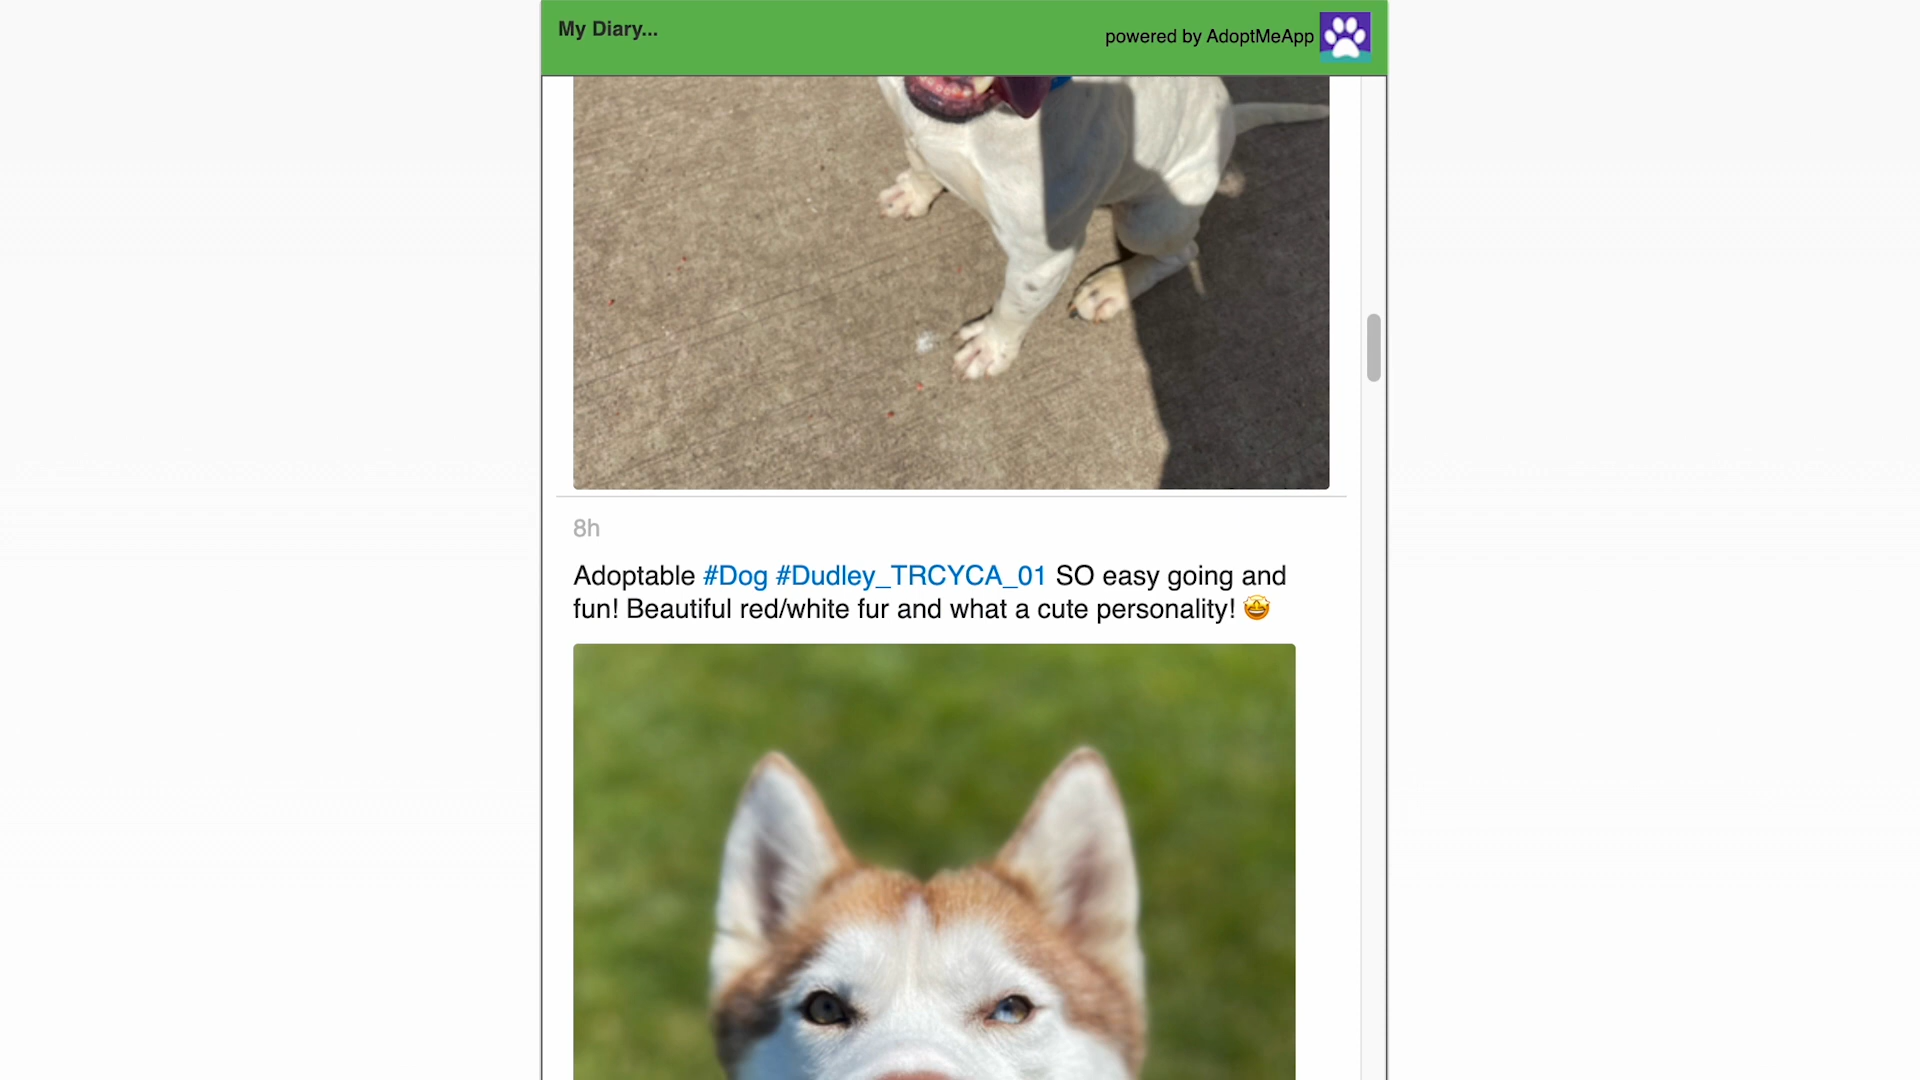 My Diary...
powered by AdoptMeApp
8h
Adoptable #Dog #Dudley_TRCYCA_01 SO easy going and
fun! Beautiful red/white fur and what a cute personality! 🤩